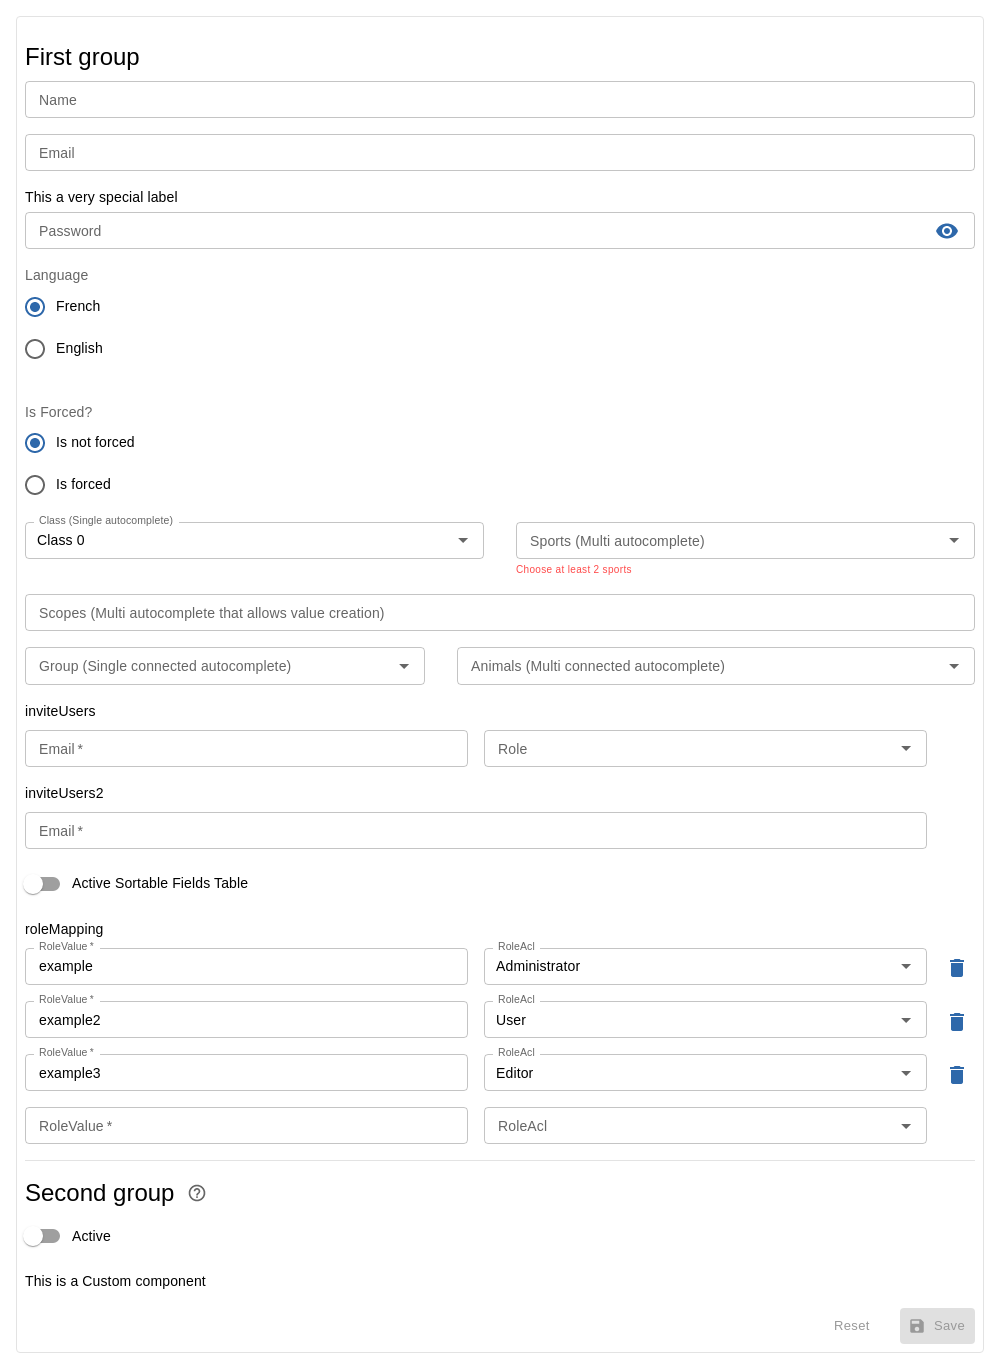 First group
Name
Email
This a very special label
Password
Language
French
English
Is Forced?
Is not forced
Is forced
Class (Single autocomplete)
Class 0
Sports (Multi autocomplete)
Choose at least 2 sports
Scopes (Multi autocomplete that allows value creation)
Group (Single connected autocomplete)
Animals (Multi connected autocomplete)
inviteUsers
Email *
Role
inviteUsers2
Email *
Active Sortable Fields Table
roleMapping
RoleValue *
example
RoleAcl
Administrator
RoleValue *
example2
RoleAcl
User
RoleValue *
example3
RoleAcl
Editor
RoleValue *
RoleAcl
Second group
Active
This is a Custom component
Reset
Save